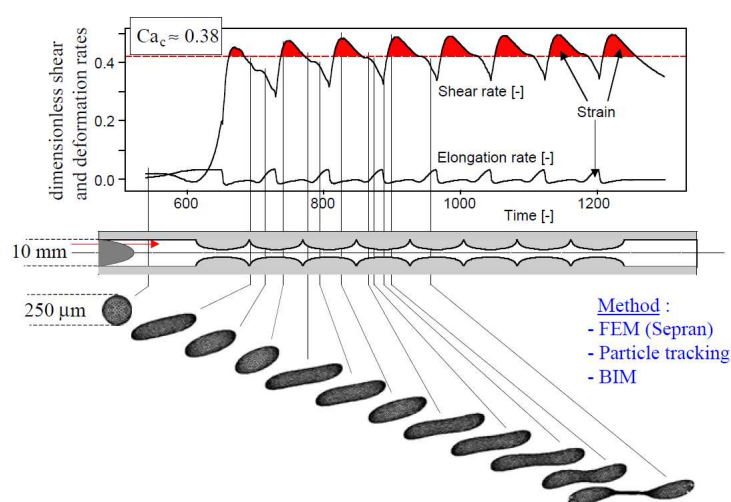 Ca_c ≈ 0.38
dimensionless shear
and deformation rates
0.4
0.2
0.0
Shear rate [-]
Strain
Elongation rate [-]
600
800
1000
1200
Time [-]
10 mm
250 µm
Method :
- FEM (Sepran)
- Particle tracking
- BIM